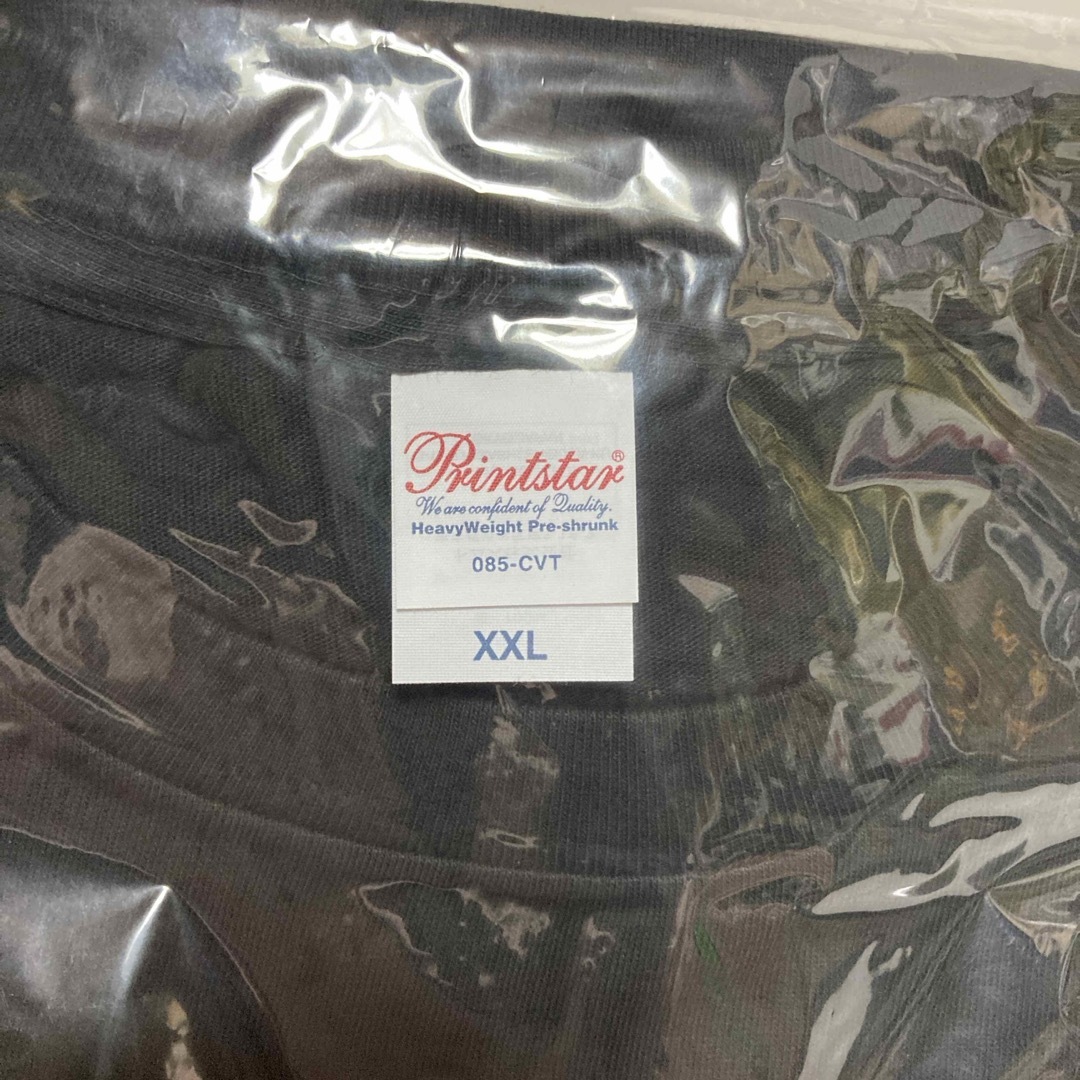 Printstar®
We are confident of Quality.
HeavyWeight Pre-shrunk
085-CVT
XXL